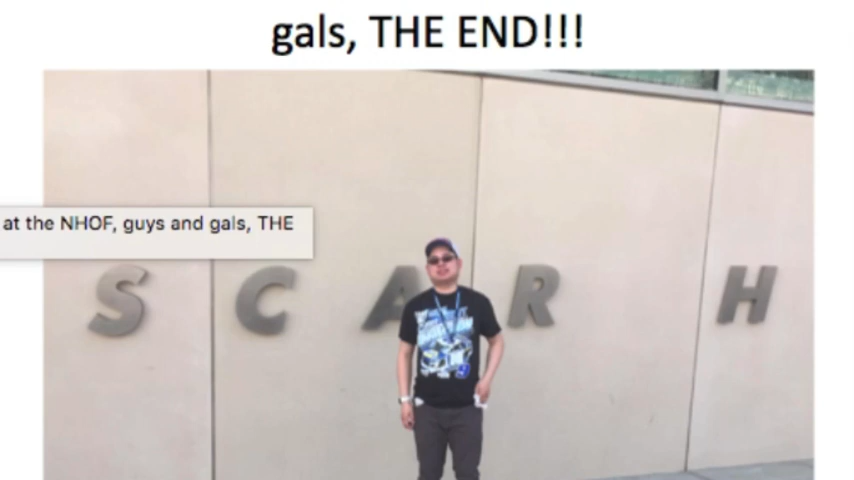 gals, THE END!!!
at the NHOF, guys and gals, THE
S C A R H